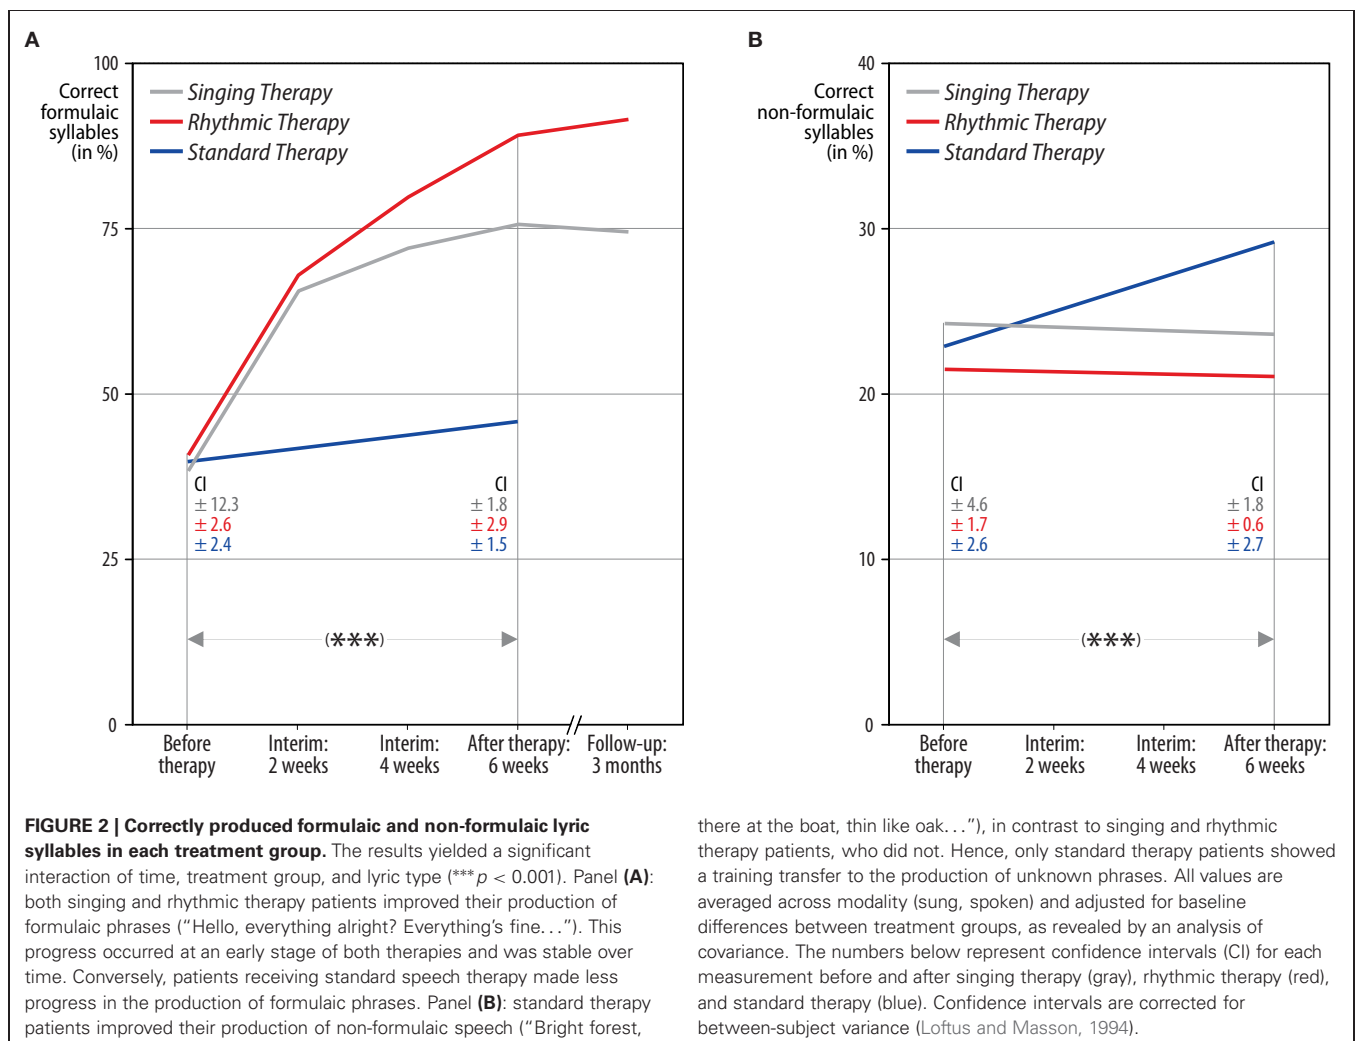 A
100
Correct
formulaic
syllables
(in %)
75
50
25
0
Singing Therapy
Rhythmic Therapy
Standard Therapy
CI
± 12.3
± 2.6
± 2.4
CI
± 1.8
± 2.9
± 1.5
(***)
Before
therapy
Interim:
2 weeks
Interim:
4 weeks
After therapy:
6 weeks
Follow-up:
3 months
B
40
Correct
non-formulaic
syllables
(in %)
30
20
10
0
Singing Therapy
Rhythmic Therapy
Standard Therapy
CI
± 4.6
± 1.7
± 2.6
CI
± 1.8
± 0.6
± 2.7
(***)
Before
therapy
Interim:
2 weeks
Interim:
4 weeks
After therapy:
6 weeks
FIGURE 2 | Correctly produced formulaic and non-formulaic lyric
syllables in each treatment group. The results yielded a significant
interaction of time, treatment group, and lyric type (***p < 0.001). Panel (A):
both singing and rhythmic therapy patients improved their production of
formulaic phrases (“Hello, everything alright? Everything’s fine. . .”). This
progress occurred at an early stage of both therapies and was stable over
time. Conversely, patients receiving standard speech therapy made less
progress in the production of formulaic phrases. Panel (B): standard therapy
patients improved their production of non-formulaic speech (“Bright forest,
there at the boat, thin like oak. . .”), in contrast to singing and rhythmic
therapy patients, who did not. Hence, only standard therapy patients showed
a training transfer to the production of unknown phrases. All values are
averaged across modality (sung, spoken) and adjusted for baseline
differences between treatment groups, as revealed by an analysis of
covariance. The numbers below represent confidence intervals (CI) for each
measurement before and after singing therapy (gray), rhythmic therapy (red),
and standard therapy (blue). Confidence intervals are corrected for
between-subject variance (Loftus and Masson, 1994).